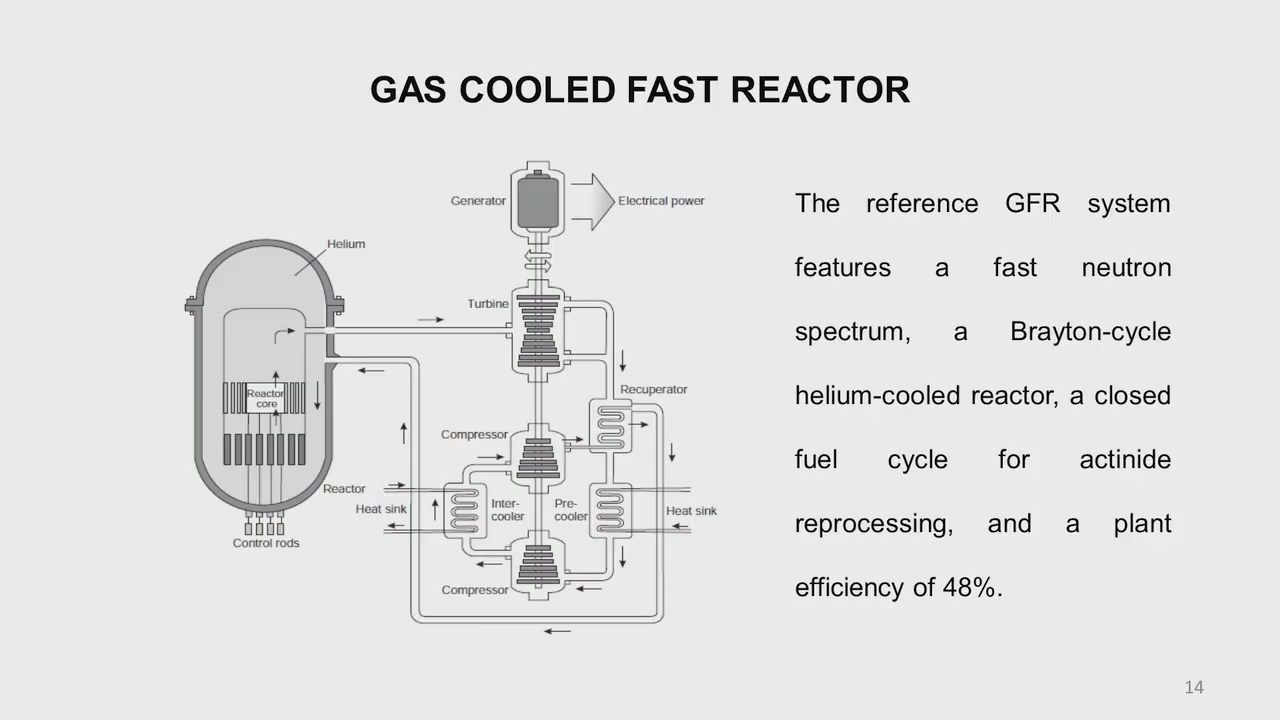 GAS COOLED FAST REACTOR
Generator
Electrical power
Helium
Turbine
Reactor
core
Recuperator
Compressor
Reactor
Heat sink
Inter-
cooler
Pre-
cooler
Heat sink
Control rods
Compressor
The reference GFR system
features a fast neutron
spectrum, a Brayton-cycle
helium-cooled reactor, a closed
fuel cycle for actinide
reprocessing, and a plant
efficiency of 48%.
14